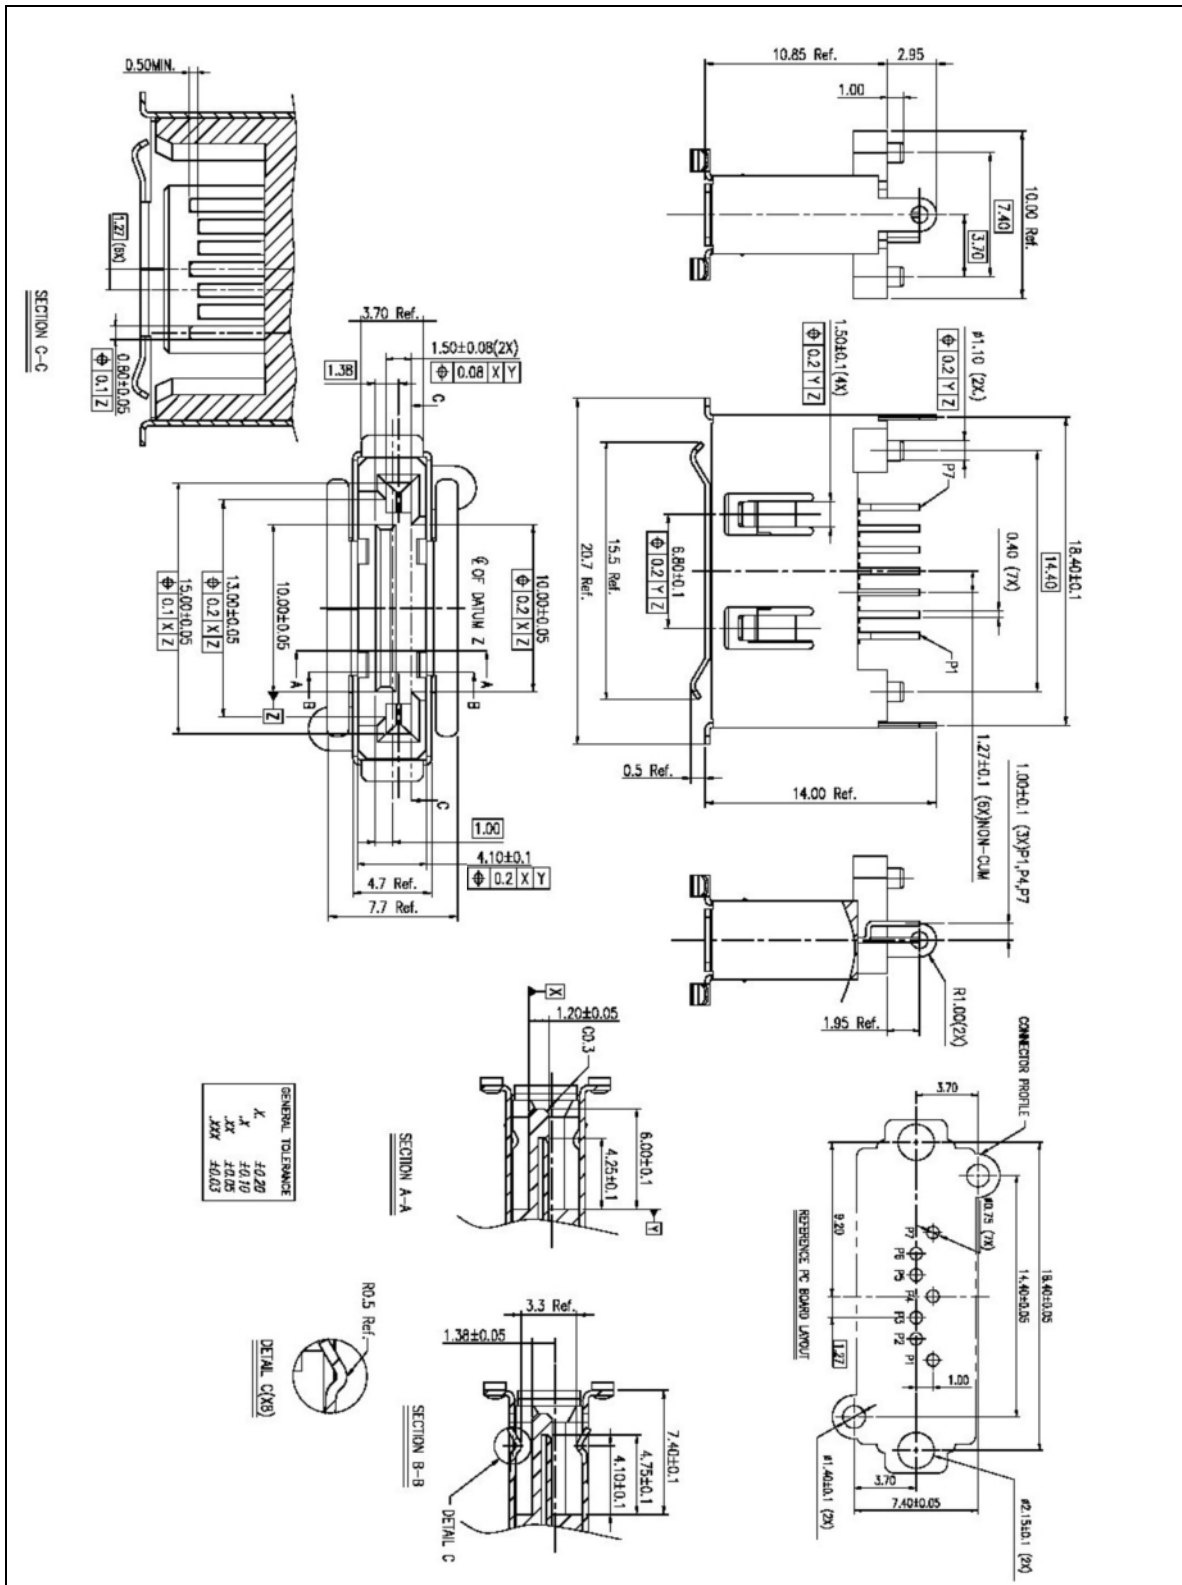 10.85 Ref.
2.95
1.00
10.00 Ref.
7.40
3.70
0.50MIN.
1.27 (6X)
0.80±0.05
⌖ 0.1 Z
SECTION C-C
3.70 Ref.
1.50±0.08(2X)
⌖ 0.08 X Y
1.38
C
15.00±0.05
⌖ 0.1 X Z
13.00±0.05
⌖ 0.2 X Z
10.00±0.05
Z
℄ OF DATUM Z
10.00±0.05
⌖ 0.2 X Z
A
A
B
B
C
1.00
4.10±0.1
⌖ 0.2 X Y
4.7 Ref.
7.7 Ref.
1.50±0.1(4X)
⌖ 0.2 Y Z
ø1.10 (2X.)
⌖ 0.2 Y Z
P7
0.40 (7X)
P1
14.40
18.40±0.1
6.80±0.1
⌖ 0.2 Y Z
15.5 Ref.
20.7 Ref.
0.5 Ref.
14.00 Ref.
1.27±0.1 (6X)NON-CUM
1.00±0.1 (3X)P1,P4,P7
R1.00(2X)
1.95 Ref.
CONNECTOR PROFILE
3.70
18.40±0.05
14.40±0.05
ø0.75 (7X)
9.20
P7
P6
P5
P4
P3
P2
P1
1.27
1.00
3.70
7.40±0.05
ø1.40±0.1 (2X)
ø2.15±0.1 (2X)
REFERENCE PC BOARD LAYOUT
X
1.20±0.05
C0.3
6.00±0.1
4.25±0.1
Y
SECTION A-A
3.3 Ref.
1.38±0.05
7.40±0.1
4.75±0.1
4.10±0.1
DETAIL C
SECTION B-B
R0.5 Ref.
DETAIL C(X8)
GENERAL TOLERANCE
X. ±0.20
.X ±0.10
.XX ±0.05
.XXX ±0.03